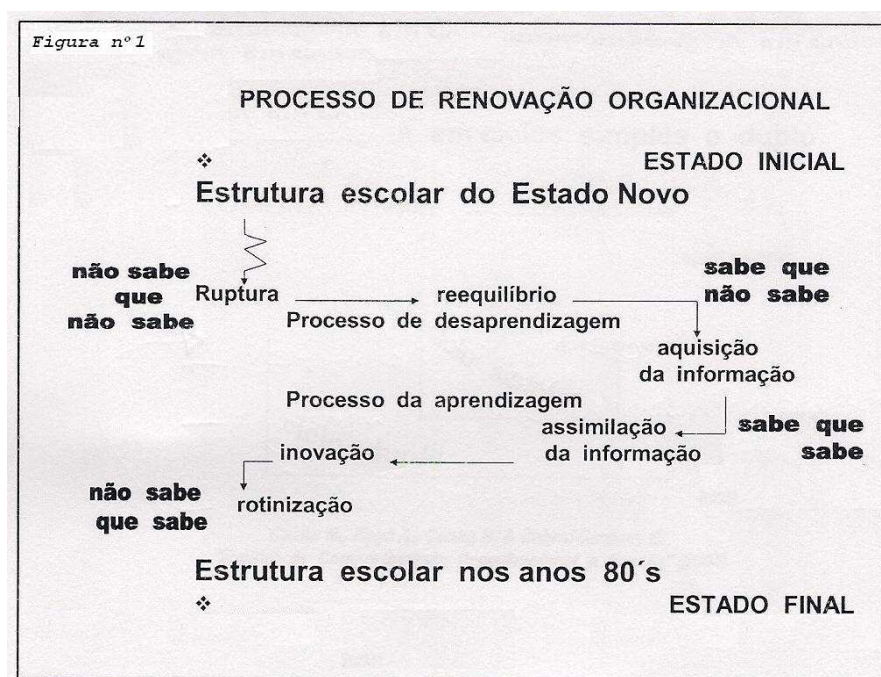 Figura nº1
PROCESSO DE RENOVAÇÃO ORGANIZACIONAL
❖ ESTADO INICIAL
Estrutura escolar do Estado Novo
não sabe
que
não sabe
Ruptura
reequilíbrio
sabe que
não sabe
Processo de desaprendizagem
aquisição
da informação
Processo da aprendizagem
assimilação
da informação
sabe que
sabe
inovação
não sabe
que sabe
rotinização
Estrutura escolar nos anos 80´s
❖ ESTADO FINAL